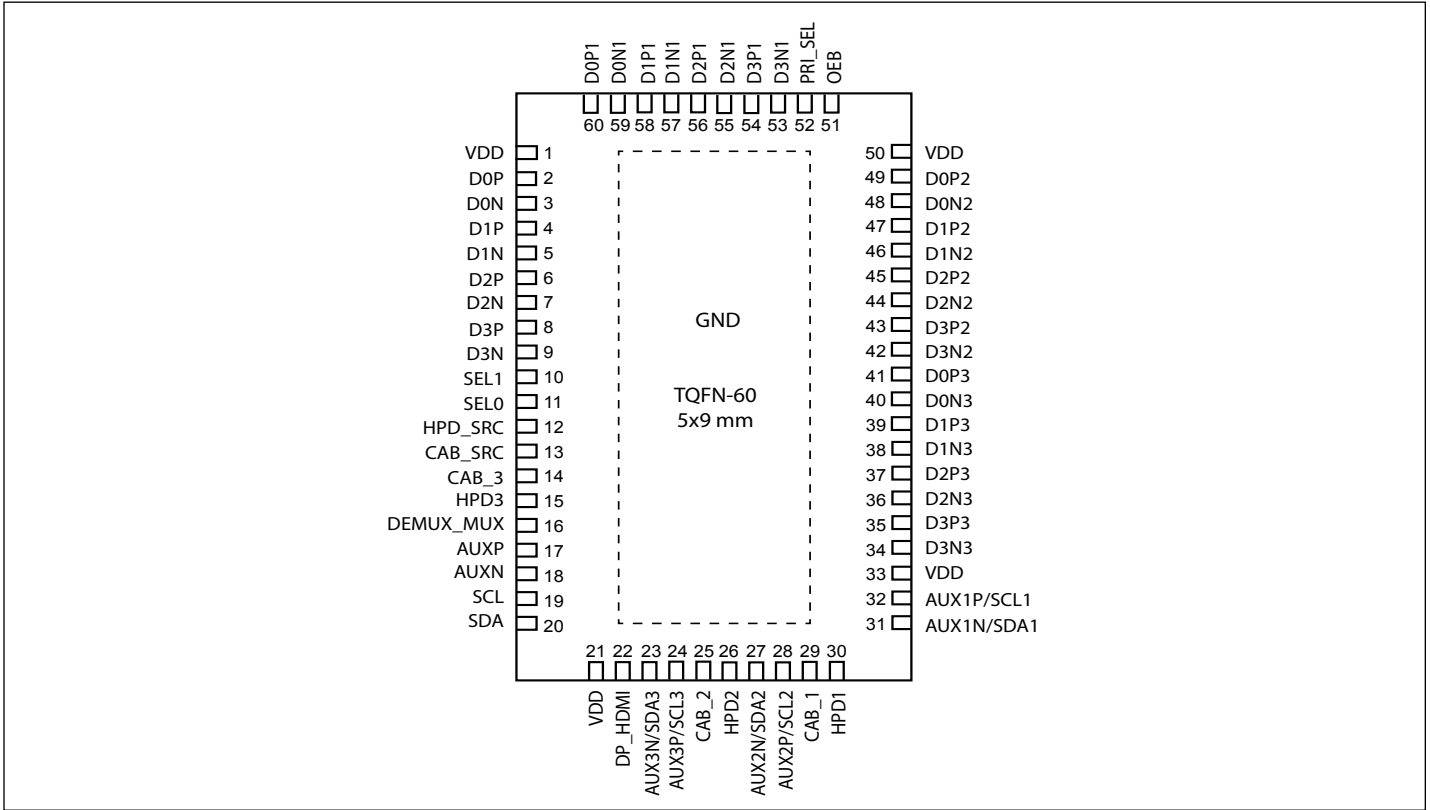 D0P1
D0N1
D1P1
D1N1
D2P1
D2N1
D3P1
D3N1
PRI_SEL
OEB
60 59 58 57 56 55 54 53 52 51
VDD 1
D0P 2
D0N 3
D1P 4
D1N 5
D2P 6
D2N 7
D3P 8
D3N 9
SEL1 10
SEL0 11
HPD_SRC 12
CAB_SRC 13
CAB_3 14
HPD3 15
DEMUX_MUX 16
AUXP 17
AUXN 18
SCL 19
SDA 20
GND
TQFN-60
5x9 mm
50 VDD
49 D0P2
48 D0N2
47 D1P2
46 D1N2
45 D2P2
44 D2N2
43 D3P2
42 D3N2
41 D0P3
40 D0N3
39 D1P3
38 D1N3
37 D2P3
36 D2N3
35 D3P3
34 D3N3
33 VDD
32 AUX1P/SCL1
31 AUX1N/SDA1
21 22 23 24 25 26 27 28 29 30
VDD
DP_HDMI
AUX3N/SDA3
AUX3P/SCL3
CAB_2
HPD2
AUX2N/SDA2
AUX2P/SCL2
CAB_1
HPD1